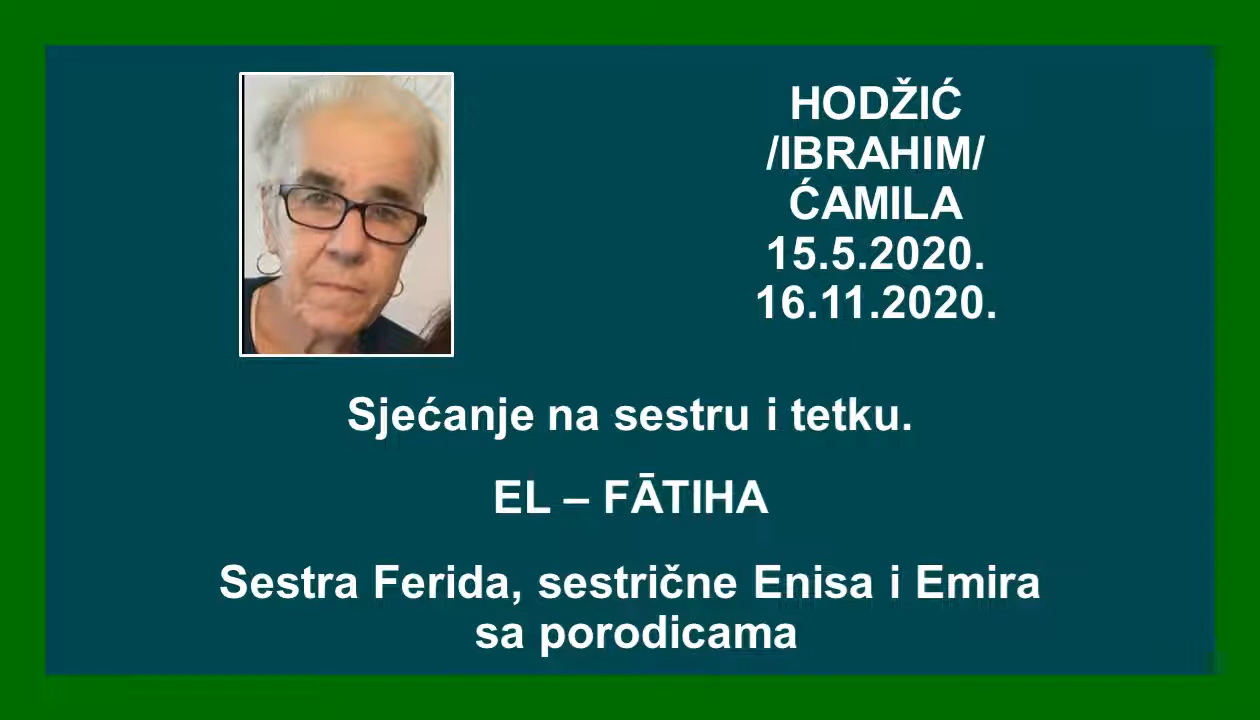 HODŽIĆ
/IBRAHIM/
ĆAMILA
15.5.2020.
16.11.2020.
Sjećanje na sestru i tetku.
EL – FĀTIHA
Sestra Ferida, sestrične Enisa i Emira
sa porodicama